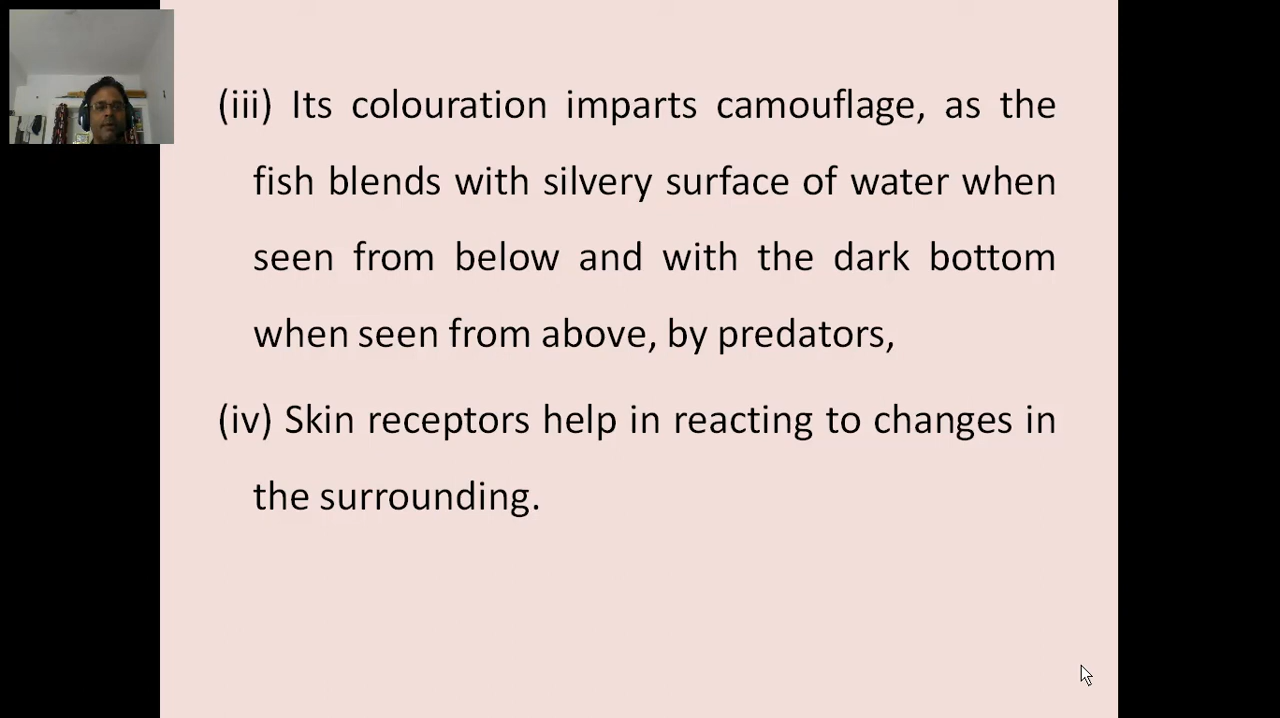 (iii) Its colouration imparts camouflage, as the
fish blends with silvery surface of water when
seen from below and with the dark bottom
when seen from above, by predators,
(iv) Skin receptors help in reacting to changes in
the surrounding.